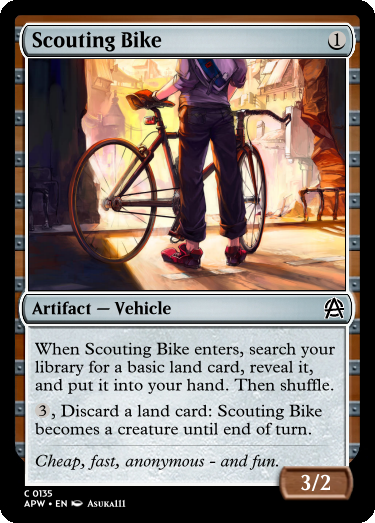 Scouting Bike 1
Artifact — Vehicle
When Scouting Bike enters, search your
library for a basic land card, reveal it,
and put it into your hand. Then shuffle.
3, Discard a land card: Scouting Bike
becomes a creature until end of turn.
Cheap, fast, anonymous - and fun.
3/2
C 0135
APW • EN AsukaIII